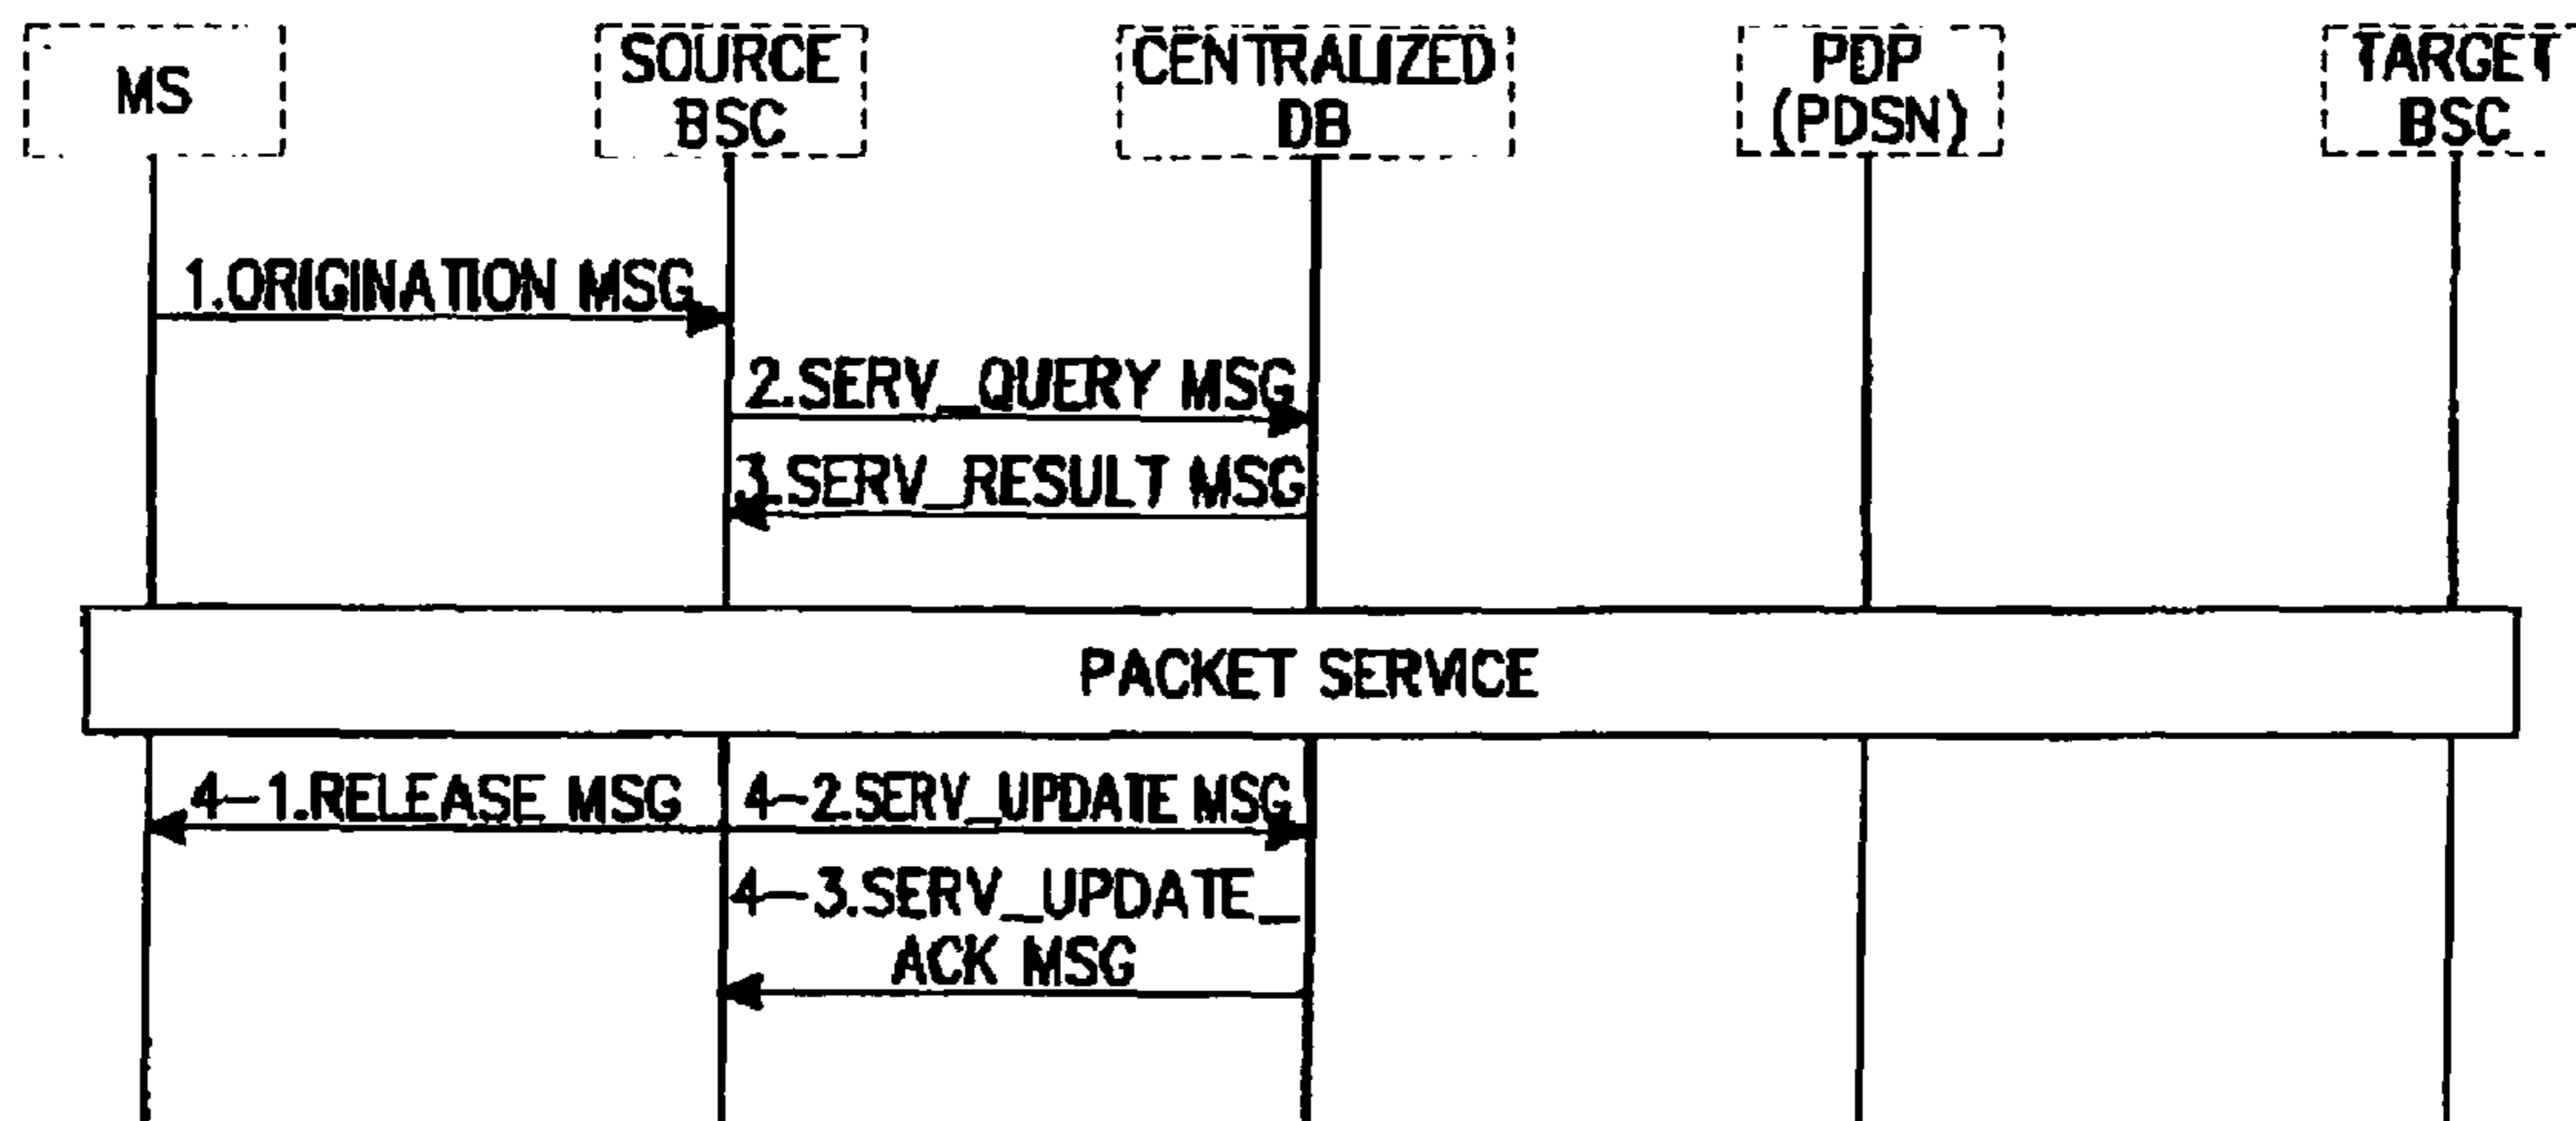 MS
SOURCE
BSC
CENTRALIZED
DB
PDP
(PDSN)
TARGET
BSC
1.ORIGINATION MSG
2.SERV_QUERY MSG
3.SERV_RESULT MSG
PACKET SERVICE
4-1.RELEASE MSG
4-2.SERV_UPDATE MSG
4-3.SERV_UPDATE_
ACK MSG